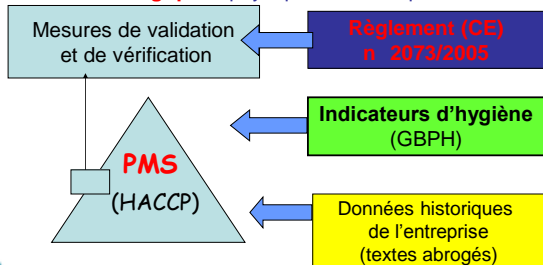 Mesures de validation
et de vérification
Règlement (CE)
n 2073/2005
Indicateurs d'hygiène
(GBPH)
PMS
(HACCP)
Données historiques
de l'entreprise
(textes abrogés)